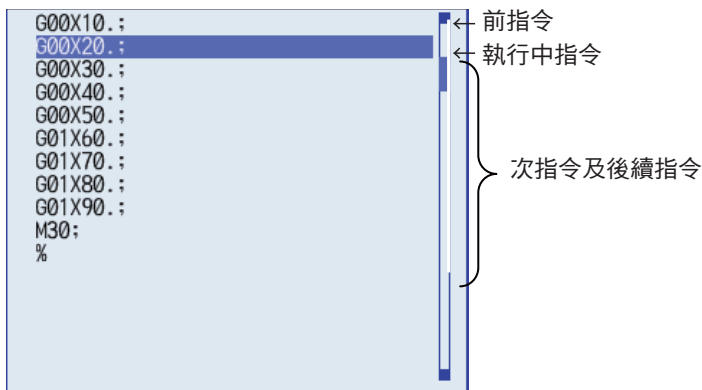 G00X10.;
← 前指令
G00X20.;
← 執行中指令
G00X30.;
G00X40.;
G00X50.;
G01X60.;
G01X70.;
次指令及後續指令
G01X80.;
G01X90.;
M30;
%